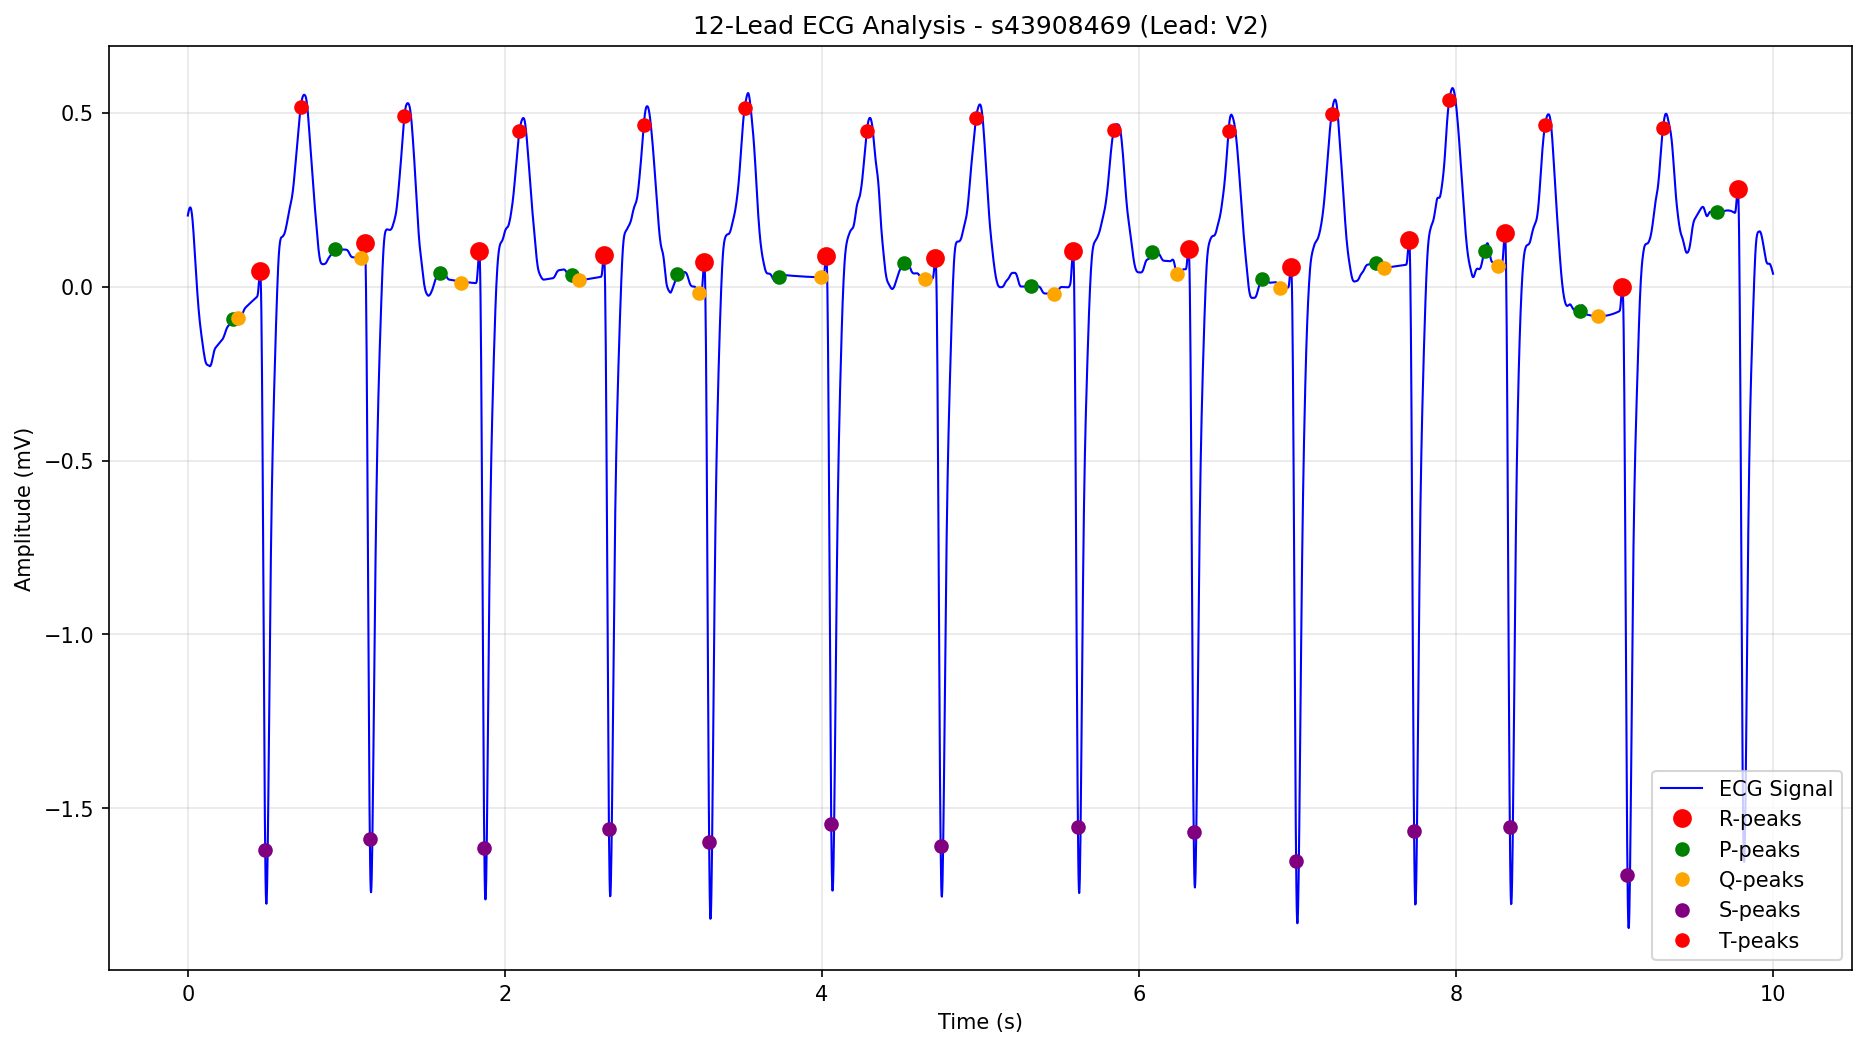 12-Lead ECG Analysis - s43908469 (Lead: V2)
Amplitude (mV)
0.5
0.0
−0.5
−1.0
−1.5
0 2 4 6 8 10
Time (s)
ECG Signal
R-peaks
P-peaks
Q-peaks
S-peaks
T-peaks